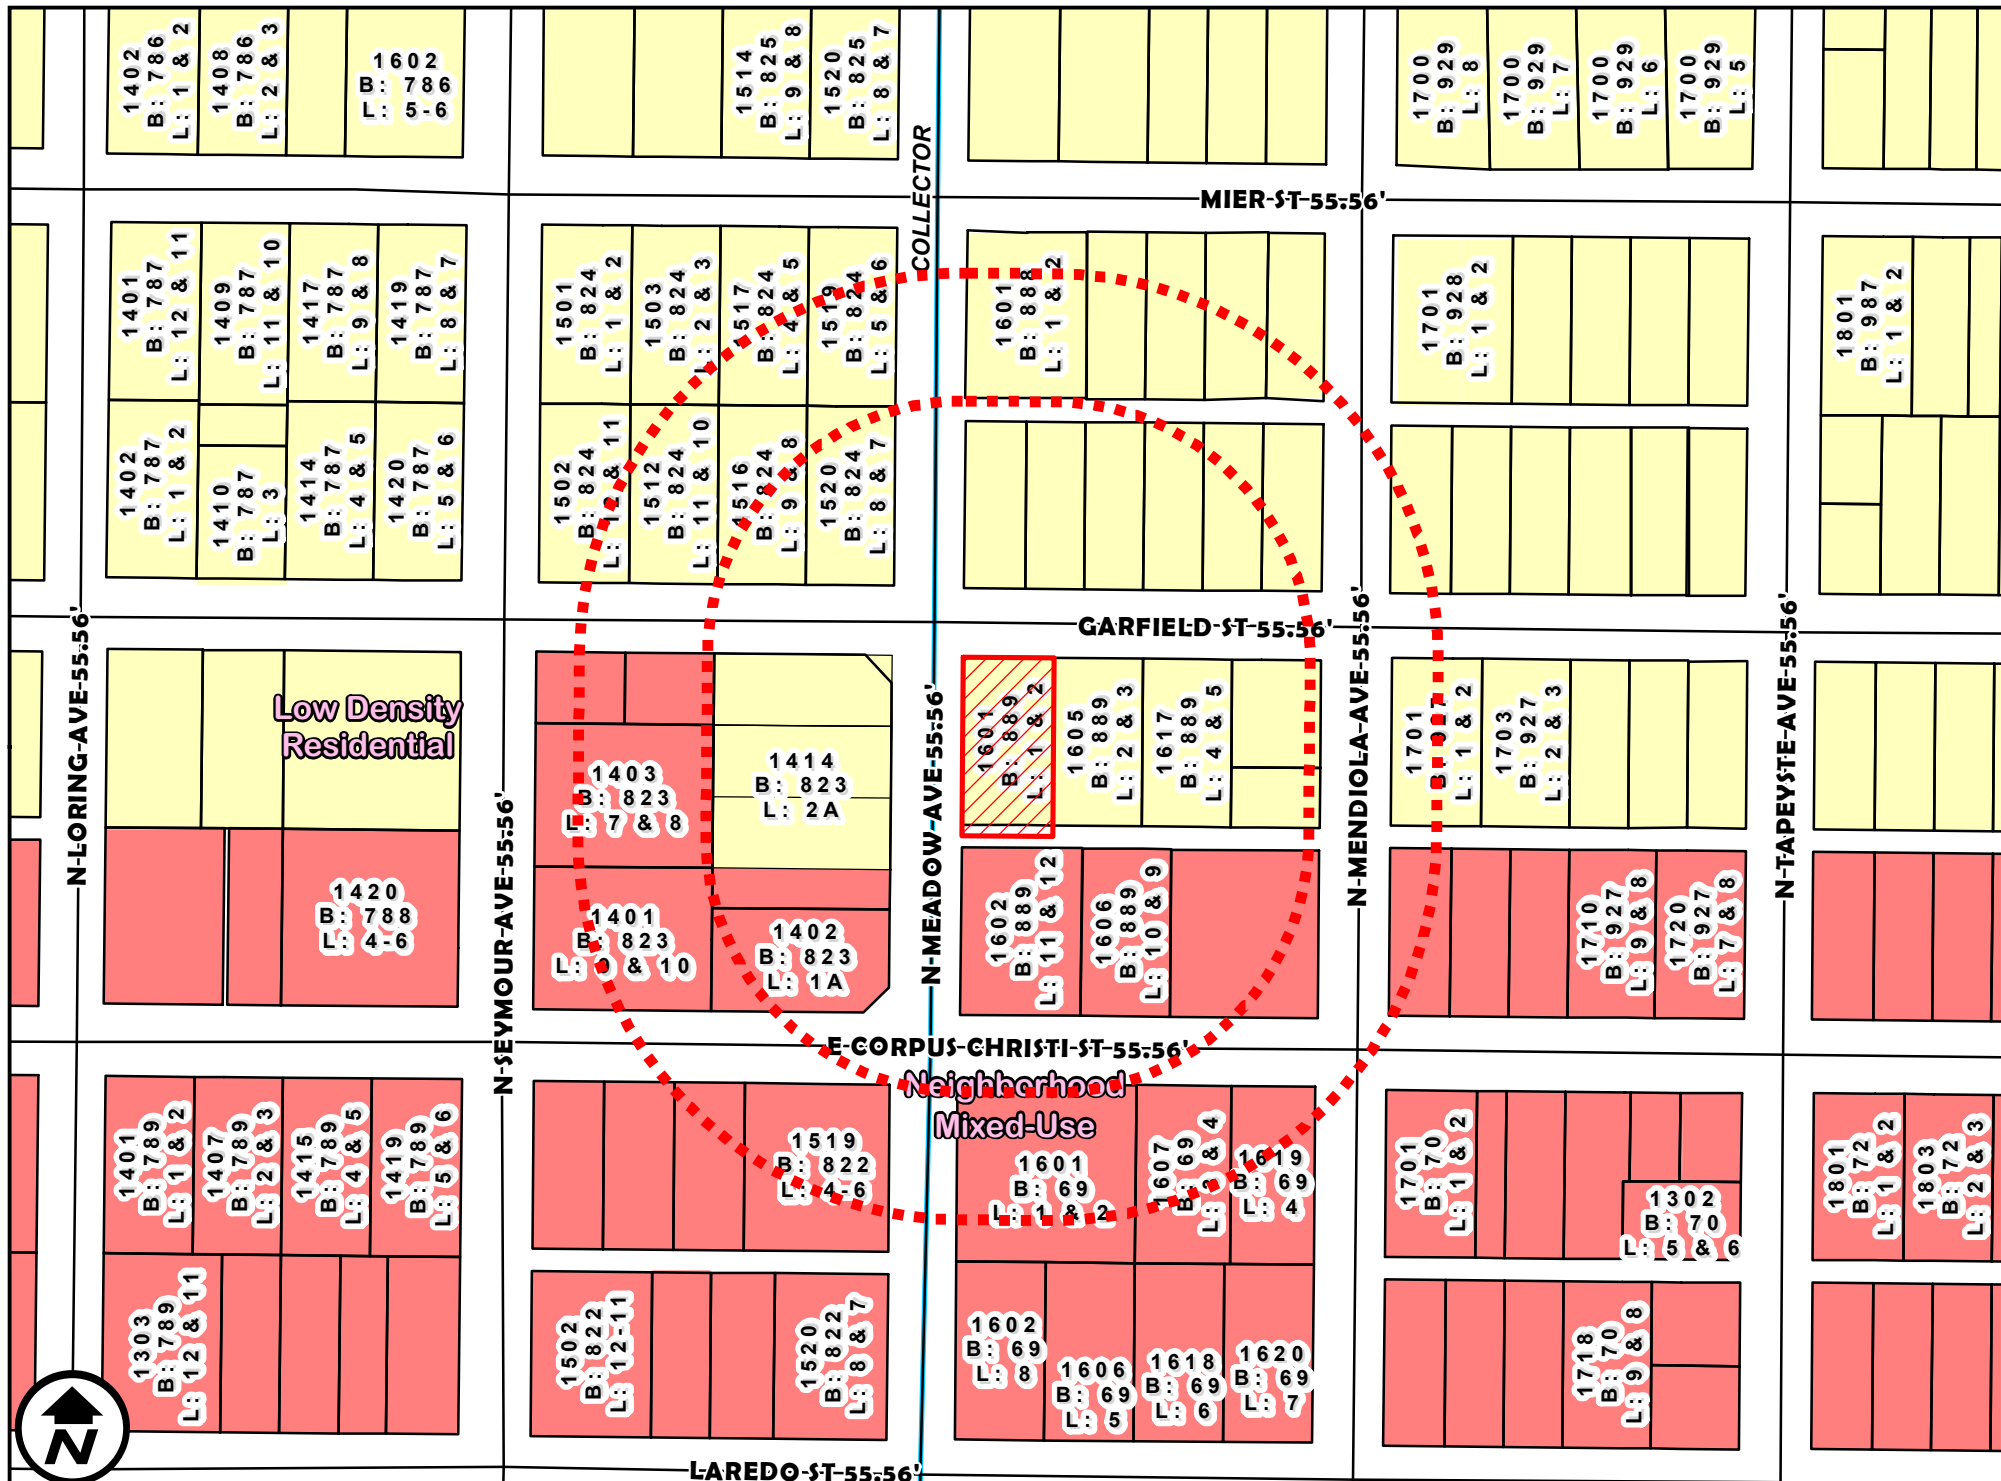 1402
B: 786
L: 1 & 2
1408
B: 786
L: 2 & 3
1602
B: 786
L: 5-6
1514
B: 825
L: 9 & 8
1520
B: 825
L: 8 & 7
COLLECTOR
1700
B: 929
L: 8
1700
B: 929
L: 7
1700
B: 929
L: 6
1700
B: 929
L: 5
MIER-ST-55.56'
1401
B: 787
L: 12 & 11
1409
B: 787
L: 11 & 10
1417
B: 787
L: 9 & 8
1419
B: 787
L: 8 & 7
1501
B: 824
L: 1 & 2
1503
B: 824
L: 2 & 3
1517
B: 824
L: 4 & 5
1519
B: 824
L: 5 & 6
1601
B: 888
L: 1 & 2
1701
B: 928
L: 1 & 2
1801
B: 987
L: 1 & 2
1402
B: 787
L: 1 & 2
1410
B: 787
L: 3
1414
B: 787
L: 4 & 5
1420
B: 787
L: 5 & 6
1502
B: 824
L: 12 & 11
1512
B: 824
L: 11 & 10
1516
B: 824
L: 9 & 8
1520
B: 824
L: 8 & 7
GARFIELD-ST-55.56'
N-LORING-AVE-55.56'
N-SEYMOUR-AVE-55.56'
N-MEADOW-AVE-55.56'
N-MENDIOLA-AVE-55.56'
N-TAPEYSTE-AVE-55.56'
Low Density
Residential
1403
B: 823
L: 7 & 8
1414
B: 823
L: 2A
1601
B: 889
L: 1 & 2
1605
B: 889
L: 2 & 3
1617
B: 889
L: 4 & 5
1701
B: 927
L: 1 & 2
1703
B: 927
L: 2 & 3
1420
B: 788
L: 4-6
1401
B: 823
L: 9 & 10
1402
B: 823
L: 1A
1602
B: 889
L: 11 & 12
1606
B: 889
L: 10 & 9
1710
B: 927
L: 9 & 8
1720
B: 927
L: 7 & 8
E-CORPUS-CHRISTI-ST-55.56'
Neighborhood
Mixed-Use
1401
B: 789
L: 1 & 2
1407
B: 789
L: 2 & 3
1415
B: 789
L: 4 & 5
1419
B: 789
L: 5 & 6
1519
B: 822
L: 4-6
1601
B: 69
L: 1 & 2
1607
B: 69
L: 3 & 4
1619
B: 69
L: 4
1701
B: 70
L: 1 & 2
1302
B: 70
L: 5 & 6
1801
B: 72
L: 1 & 2
1803
B: 72
L: 2 & 3
1303
B: 789
L: 12 & 11
1502
B: 822
L: 12-11
1520
B: 822
L: 8 & 7
1602
B: 69
L: 8
1606
B: 69
L: 5
1618
B: 69
L: 6
1620
B: 69
L: 7
1718
B: 70
L: 9 & 8
N
LAREDO-ST-55.56'